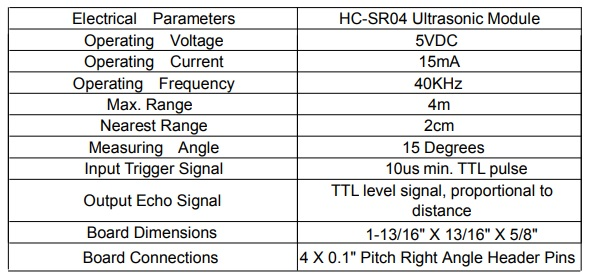 Electrical Parameters HC-SR04 Ultrasonic Module
Operating Voltage 5VDC
Operating Current 15mA
Operating Frequency 40KHz
Max. Range 4m
Nearest Range 2cm
Measuring Angle 15 Degrees
Input Trigger Signal 10us min. TTL pulse
Output Echo Signal TTL level signal, proportional to
distance
Board Dimensions 1-13/16" X 13/16" X 5/8"
Board Connections 4 X 0.1" Pitch Right Angle Header Pins